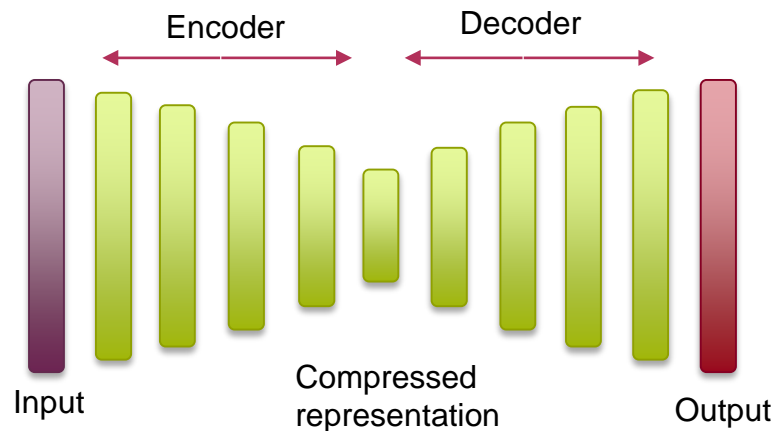 Encoder
Decoder
Input
Compressed
representation
Output